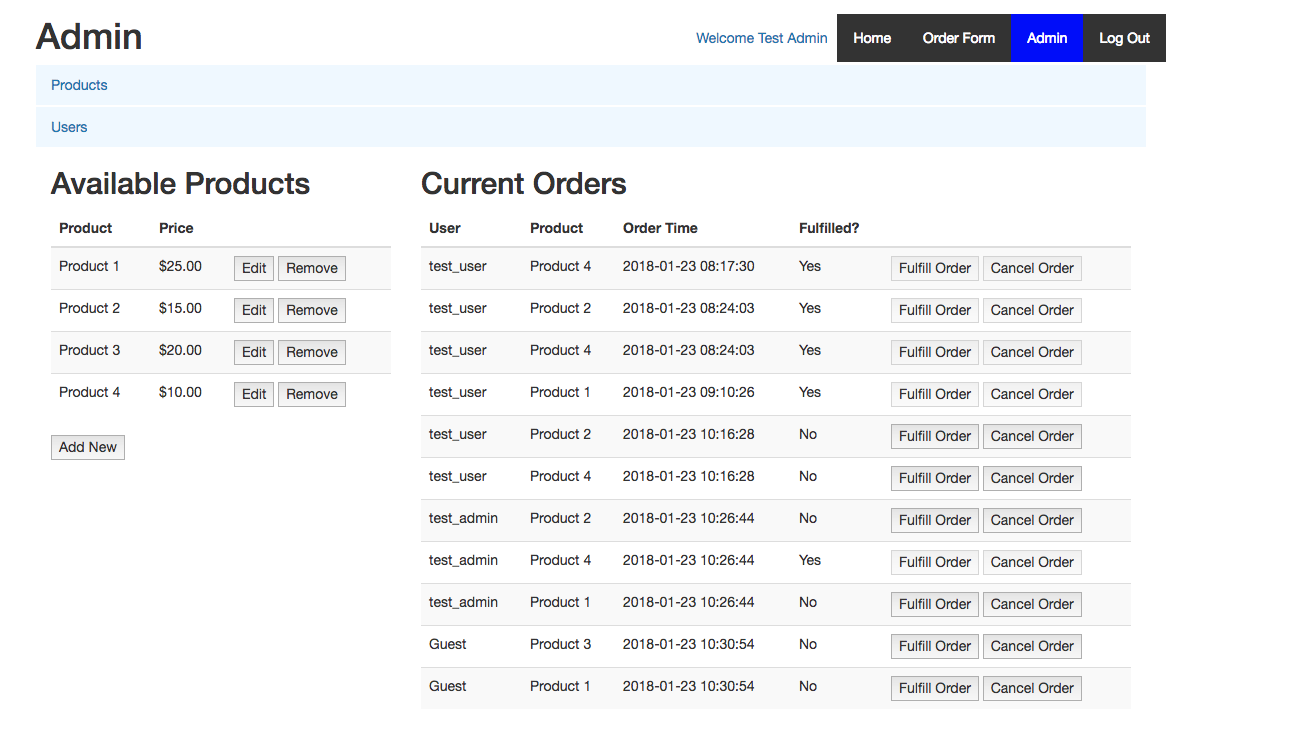 Admin
Welcome Test Admin Home Order Form Admin Log Out
Products
Users
Available Products
Product Price
Product 1 $25.00 Edit Remove
Product 2 $15.00 Edit Remove
Product 3 $20.00 Edit Remove
Product 4 $10.00 Edit Remove
Add New
Current Orders
User Product Order Time Fulfilled?
test_user Product 4 2018-01-23 08:17:30 Yes Fulfill Order Cancel Order
test_user Product 2 2018-01-23 08:24:03 Yes Fulfill Order Cancel Order
test_user Product 4 2018-01-23 08:24:03 Yes Fulfill Order Cancel Order
test_user Product 1 2018-01-23 09:10:26 Yes Fulfill Order Cancel Order
test_user Product 2 2018-01-23 10:16:28 No Fulfill Order Cancel Order
test_user Product 4 2018-01-23 10:16:28 No Fulfill Order Cancel Order
test_admin Product 2 2018-01-23 10:26:44 No Fulfill Order Cancel Order
test_admin Product 4 2018-01-23 10:26:44 Yes Fulfill Order Cancel Order
test_admin Product 1 2018-01-23 10:26:44 No Fulfill Order Cancel Order
Guest Product 3 2018-01-23 10:30:54 No Fulfill Order Cancel Order
Guest Product 1 2018-01-23 10:30:54 No Fulfill Order Cancel Order